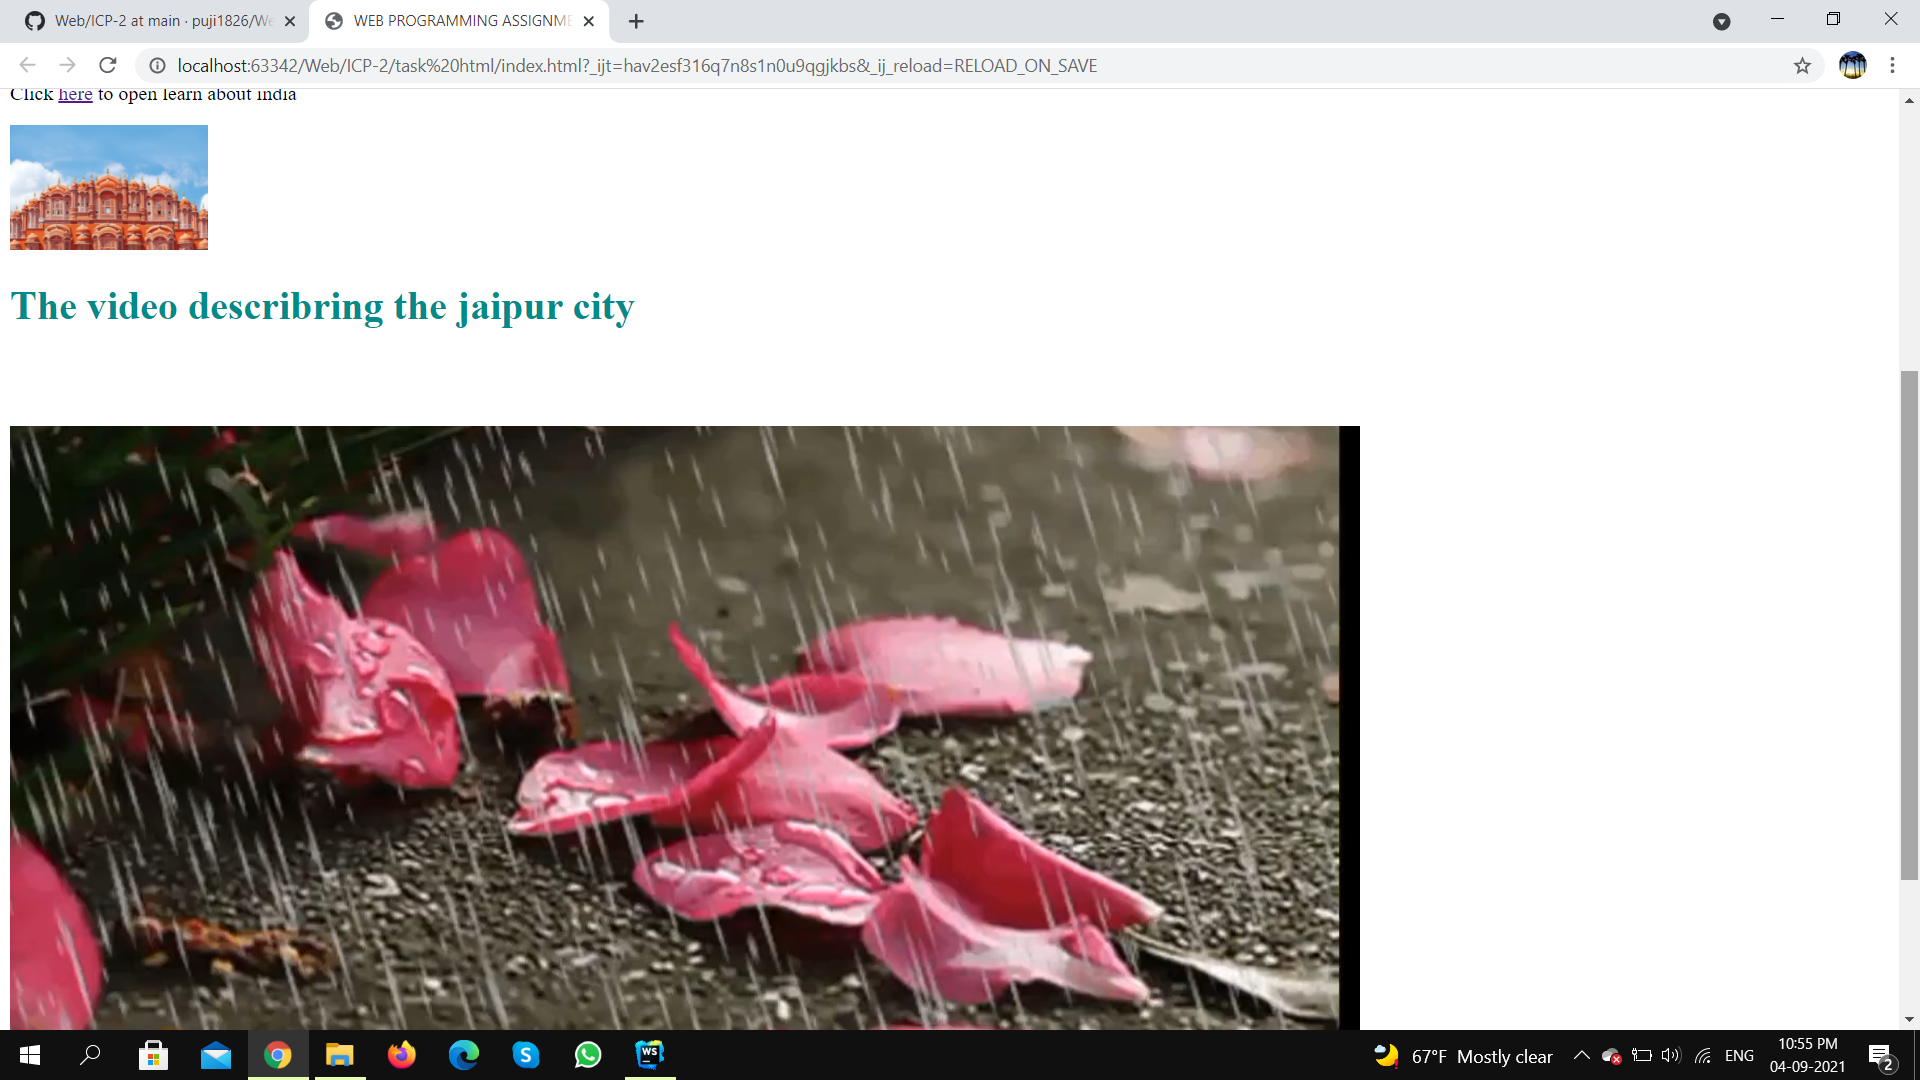 Web/ICP-2 at main · puji1826/We
WEB PROGRAMMING ASSIGNME
localhost:63342/Web/ICP-2/task%20html/index.html?_ijt=hav2esf316q7n8s1n0u9qgjkbs&_ij_reload=RELOAD_ON_SAVE
Click here to open learn about india
The video describring the jaipur city
WS
67°F Mostly clear
ENG
10:55 PM
04-09-2021
2